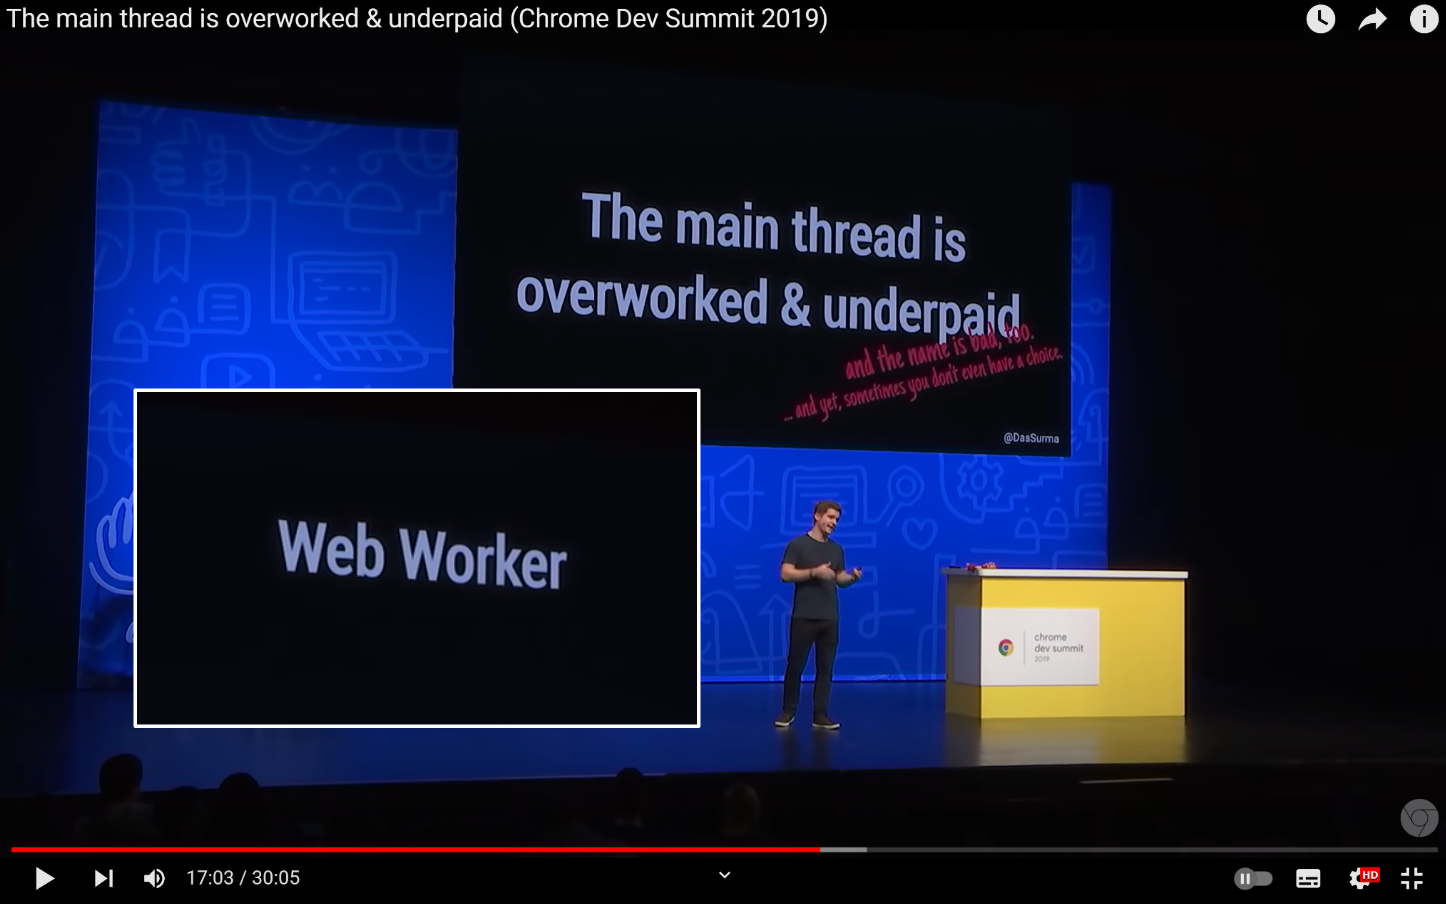 The main thread is overworked & underpaid (Chrome Dev Summit 2019)
The main thread is
overworked & underpaid
and the name is bad, too.
... and yet, sometimes you don't even have a choice.
@DasSurma
Web Worker
chrome
dev summit
2019
17:03 / 30:05
HD